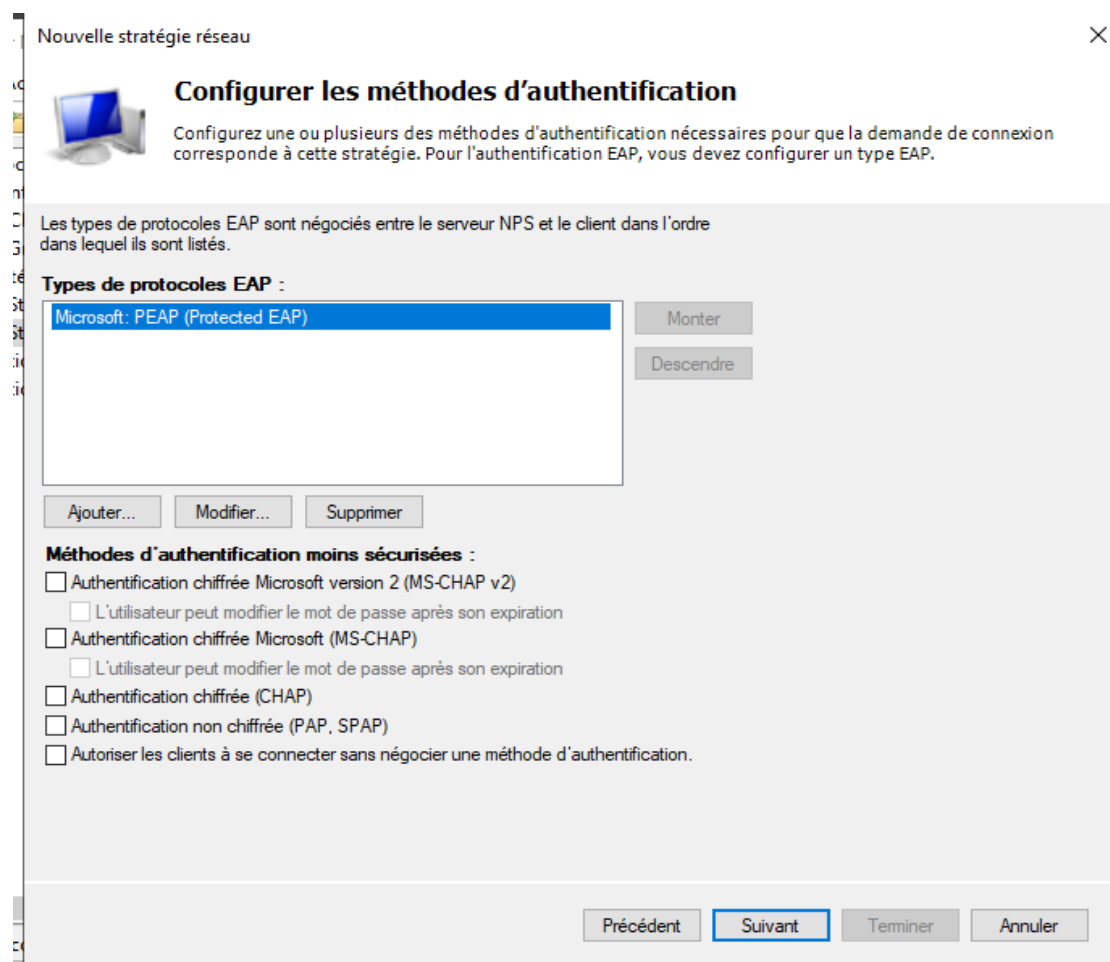 Nouvelle stratégie réseau
Configurer les méthodes d’authentification
Configurez une ou plusieurs des méthodes d'authentification nécessaires pour que la demande de connexion
corresponde à cette stratégie. Pour l'authentification EAP, vous devez configurer un type EAP.
Les types de protocoles EAP sont négociés entre le serveur NPS et le client dans l'ordre
dans lequel ils sont listés.
Types de protocoles EAP :
Microsoft: PEAP (Protected EAP)
Monter
Descendre
Ajouter... Modifier... Supprimer
Méthodes d'authentification moins sécurisées :
Authentification chiffrée Microsoft version 2 (MS-CHAP v2)
L'utilisateur peut modifier le mot de passe après son expiration
Authentification chiffrée Microsoft (MS-CHAP)
L'utilisateur peut modifier le mot de passe après son expiration
Authentification chiffrée (CHAP)
Authentification non chiffrée (PAP, SPAP)
Autoriser les clients à se connecter sans négocier une méthode d'authentification.
Précédent Suivant Terminer Annuler